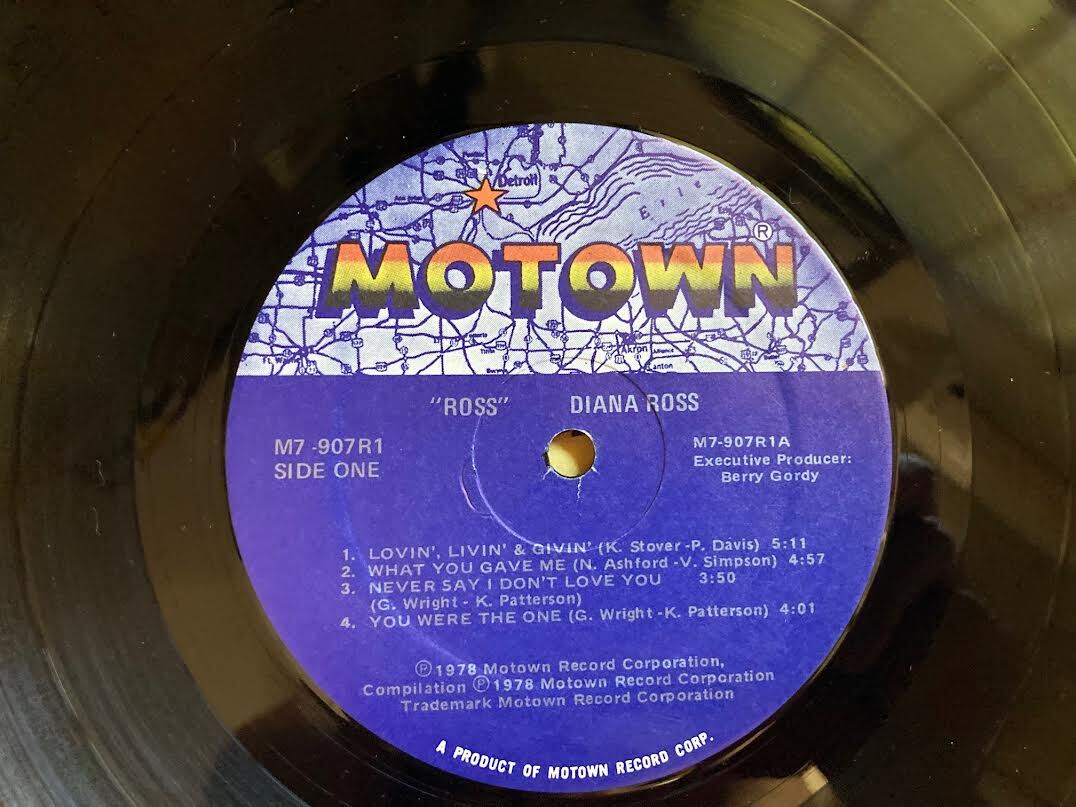 Detroit
Erie
MOTOWN®
Akron
"ROSS" DIANA ROSS
M7 -907R1
SIDE ONE
M7-907R1A
Executive Producer:
Berry Gordy
1. LOVIN', LIVIN' & GIVIN' (K. Stover -P. Davis) 5:11
2. WHAT YOU GAVE ME (N. Ashford -V. Simpson) 4:57
3. NEVER SAY I DON'T LOVE YOU 3:50
(G. Wright - K. Patterson)
4. YOU WERE THE ONE (G. Wright -K. Patterson) 4:01
℗1978 Motown Record Corporation,
Compilation ℗1978 Motown Record Corporation
Trademark Motown Record Corporation
A PRODUCT OF MOTOWN RECORD CORP.